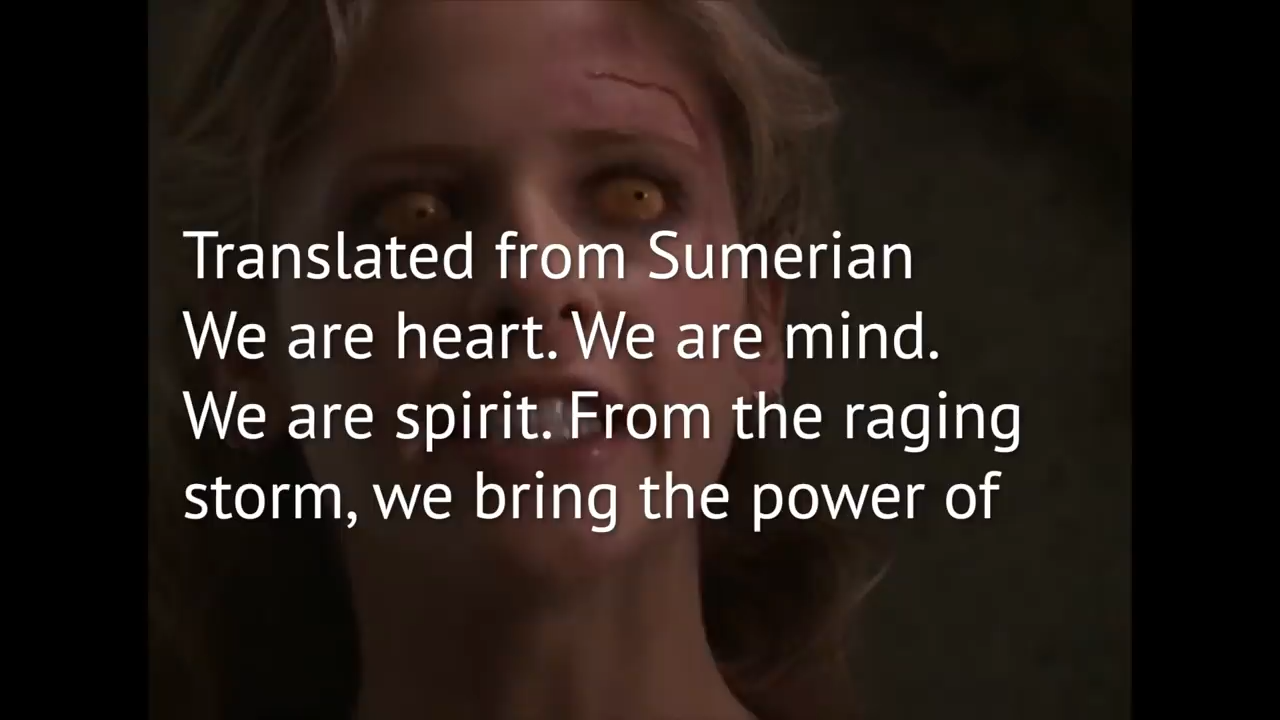 Translated from Sumerian
We are heart. We are mind.
We are spirit. From the raging
storm, we bring the power of